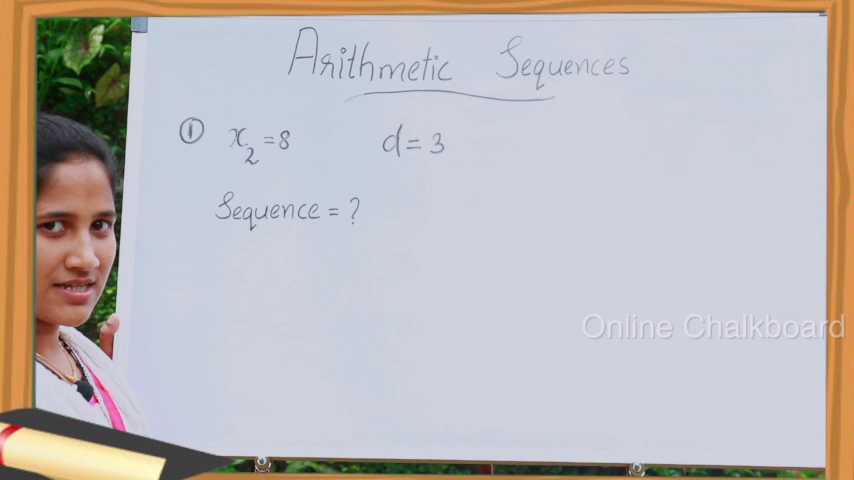 Arithmetic Sequences
① x₂ = 8 d = 3
Sequence = ?
Online Chalkboard